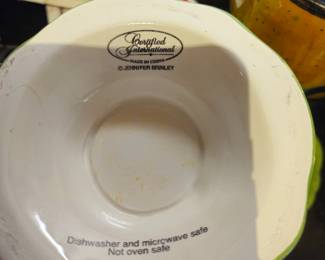 Certified
International
MADE IN CHINA
© JENNIFER BRINLEY
Dishwasher and microwave safe
Not oven safe